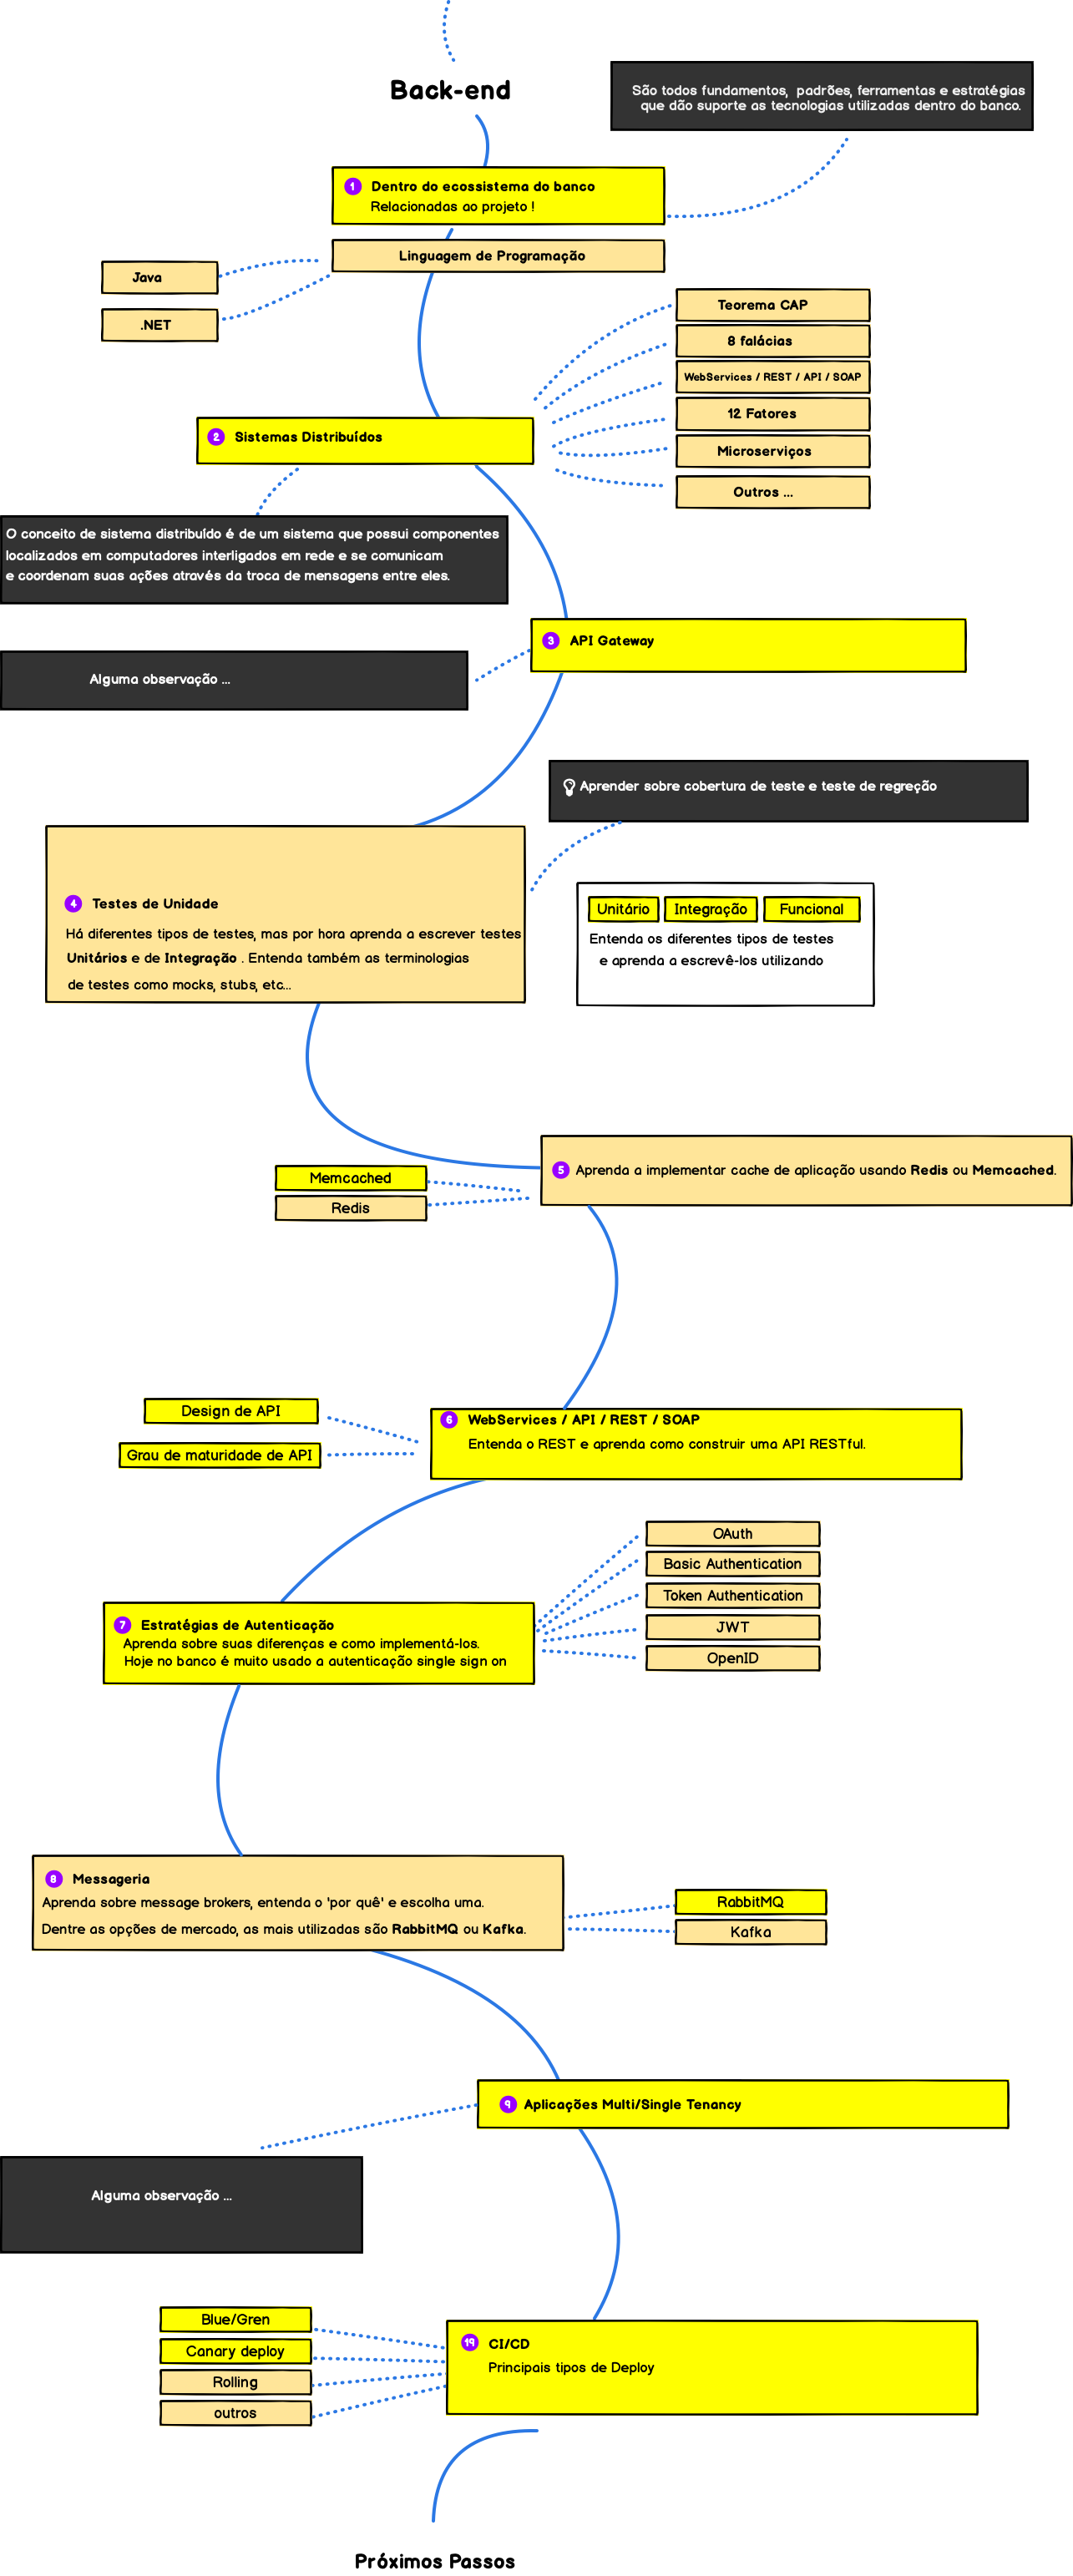 Back-end
São todos fundamentos, padrões, ferramentas e estratégias
que dão suporte as tecnologias utilizadas dentro do banco.
1 Dentro do ecossistema do banco
Relacionadas ao projeto !
Linguagem de Programação
Java
.NET
Teorema CAP
8 falácias
WebServices / REST / API / SOAP
12 Fatores
Microserviços
Outros ...
2 Sistemas Distribuídos
O conceito de sistema distribuído é de um sistema que possui componentes
localizados em computadores interligados em rede e se comunicam
e coordenam suas ações através da troca de mensagens entre eles.
3 API Gateway
Alguma observação ...
Aprender sobre cobertura de teste e teste de regreção
4 Testes de Unidade
Há diferentes tipos de testes, mas por hora aprenda a escrever testes
Unitários e de Integração . Entenda também as terminologias
de testes como mocks, stubs, etc...
Unitário Integração Funcional
Entenda os diferentes tipos de testes
e aprenda a escrevê-los utilizando
5 Aprenda a implementar cache de aplicação usando Redis ou Memcached.
Memcached
Redis
Design de API
Grau de maturidade de API
6 WebServices / API / REST / SOAP
Entenda o REST e aprenda como construir uma API RESTful.
OAuth
Basic Authentication
Token Authentication
JWT
OpenID
7 Estratégias de Autenticação
Aprenda sobre suas diferenças e como implementá-los.
Hoje no banco é muito usado a autenticação single sign on
8 Messageria
Aprenda sobre message brokers, entenda o 'por quê' e escolha uma.
Dentre as opções de mercado, as mais utilizadas são RabbitMQ ou Kafka.
RabbitMQ
Kafka
9 Aplicações Multi/Single Tenancy
Alguma observação ...
Blue/Gren
Canary deploy
Rolling
outros
19 CI/CD
Principais tipos de Deploy
Próximos Passos